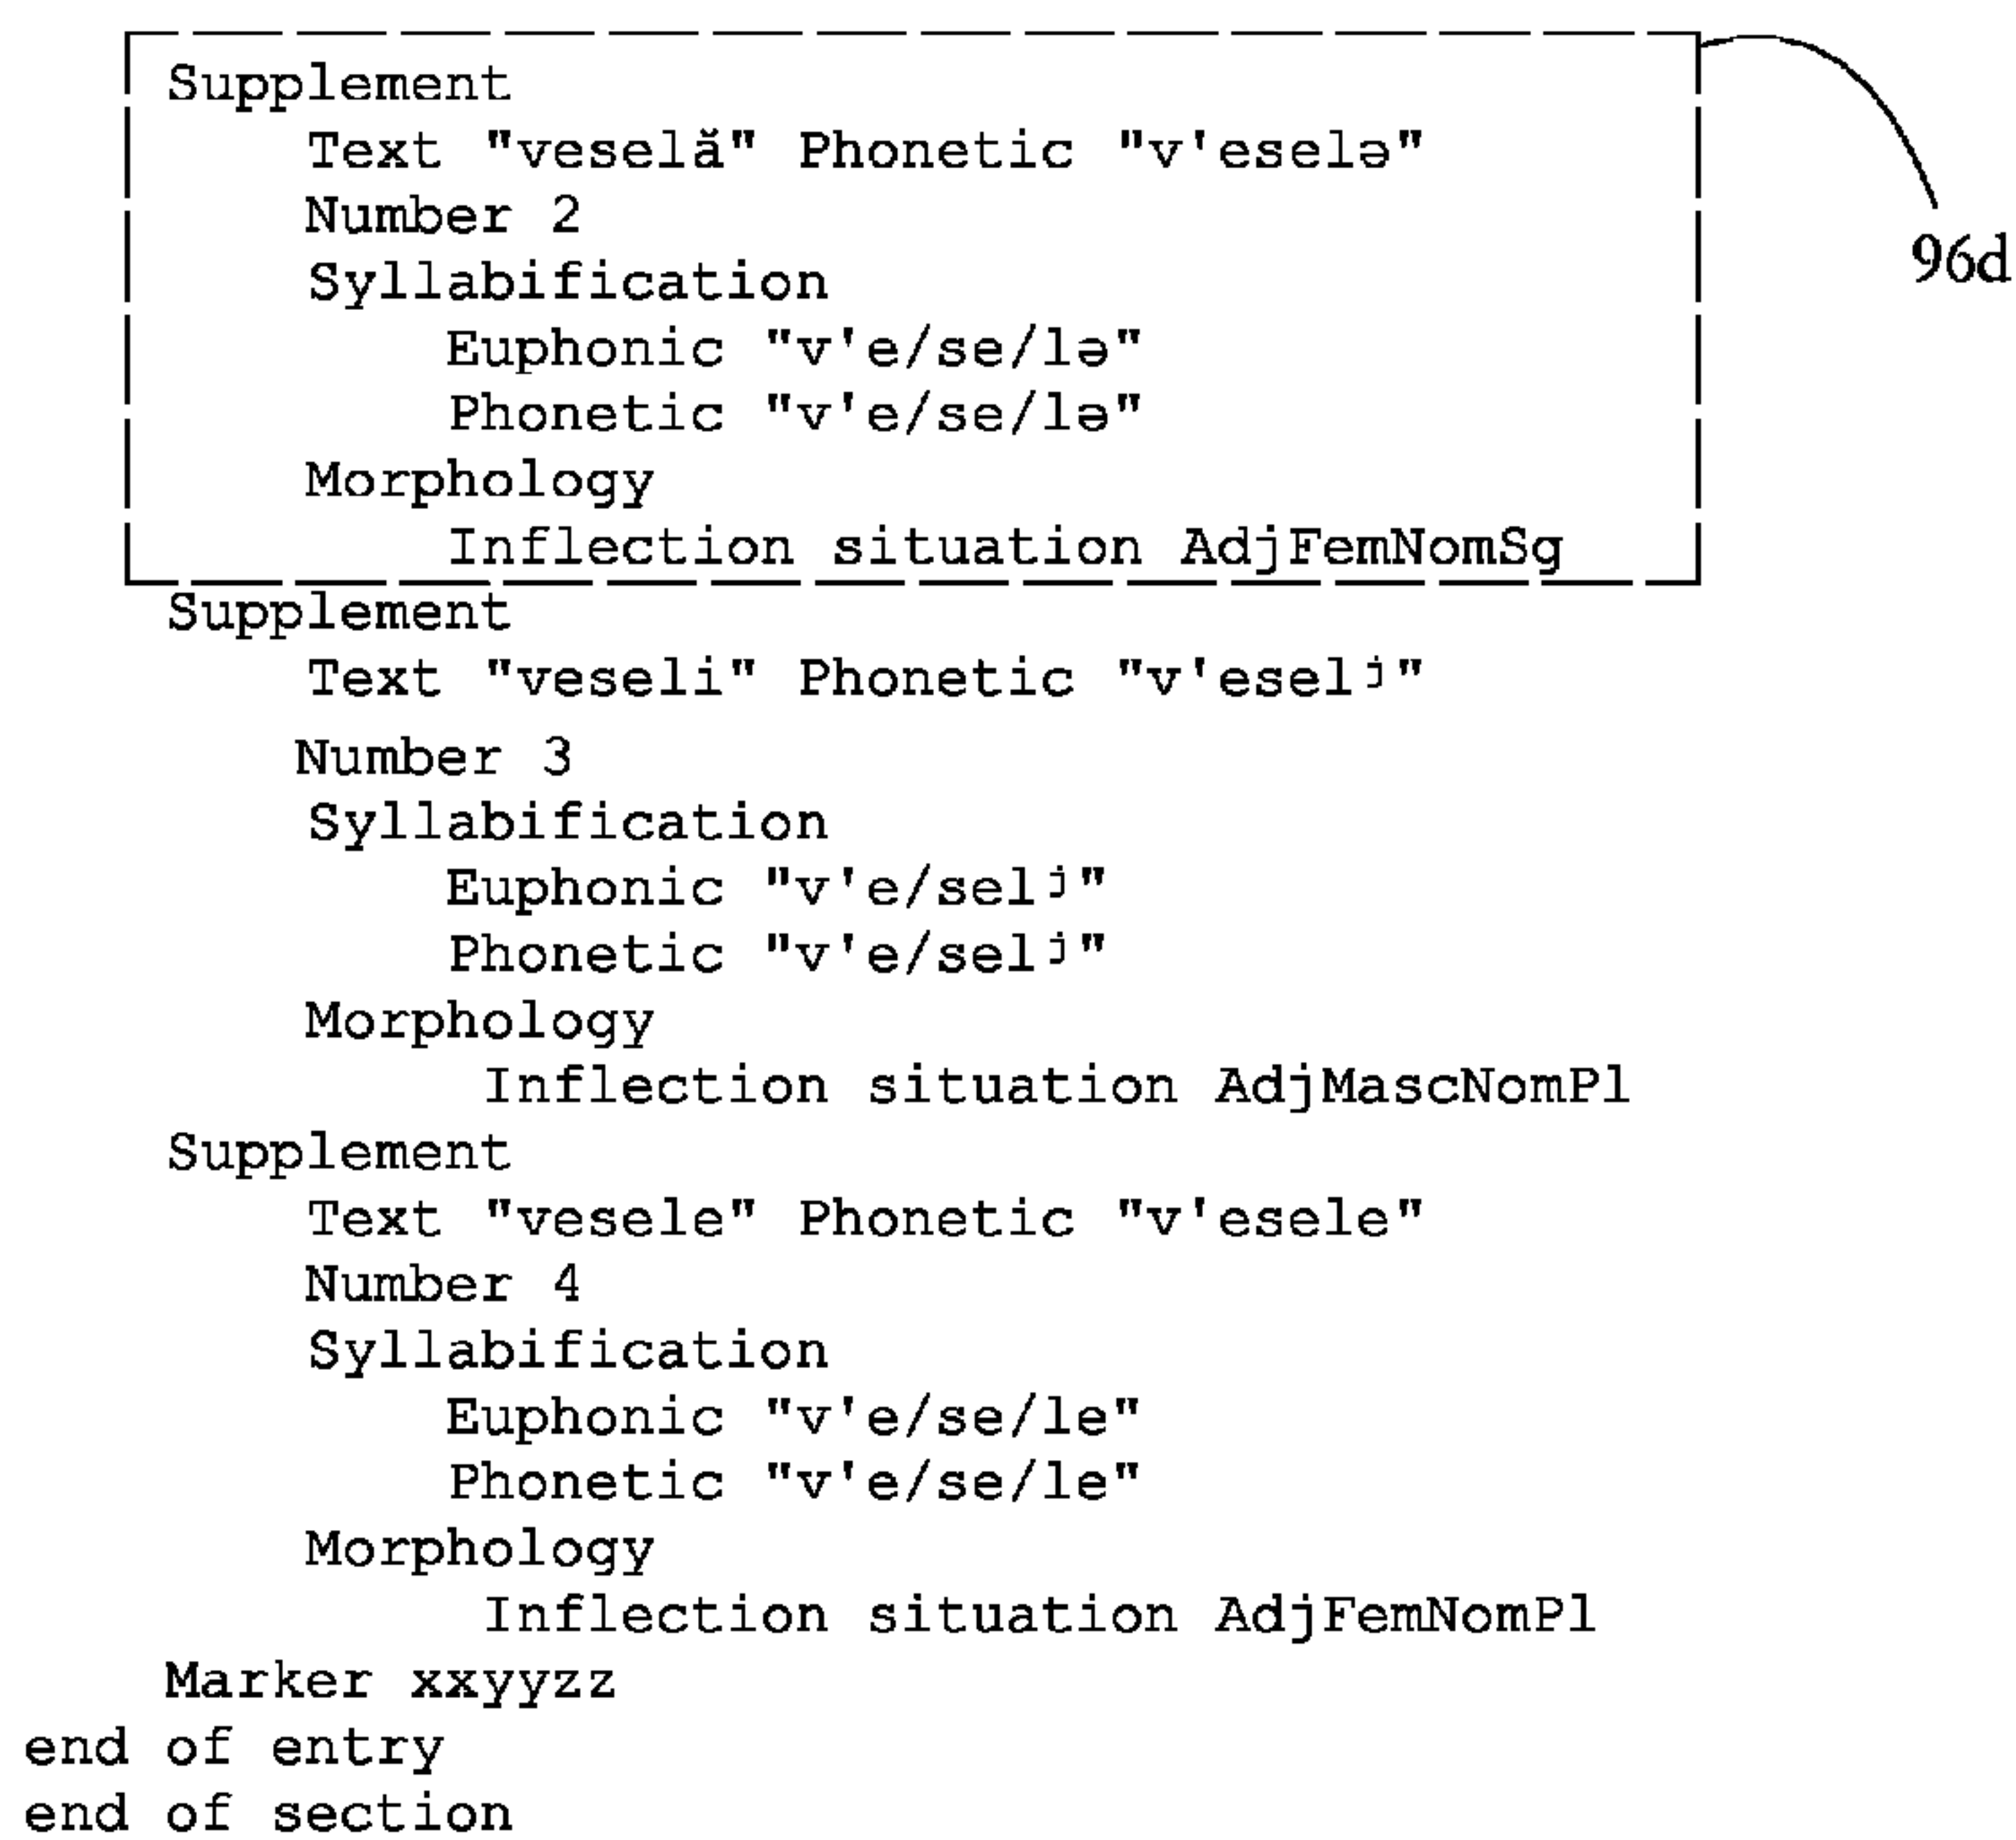 Supplement
Text "veselă" Phonetic "v'eselə"
Number 2
96d
Syllabification
Euphonic "v'e/se/lə"
Phonetic "v'e/se/lə"
Morphology
Inflection situation AdjFemNomSg
Supplement
Text "veseli" Phonetic "v'eselʲ"
Number 3
Syllabification
Euphonic "v'e/selʲ"
Phonetic "v'e/selʲ"
Morphology
Inflection situation AdjMascNomPl
Supplement
Text "vesele" Phonetic "v'esele"
Number 4
Syllabification
Euphonic "v'e/se/le"
Phonetic "v'e/se/le"
Morphology
Inflection situation AdjFemNomPl
Marker xxyyzz
end of entry
end of section